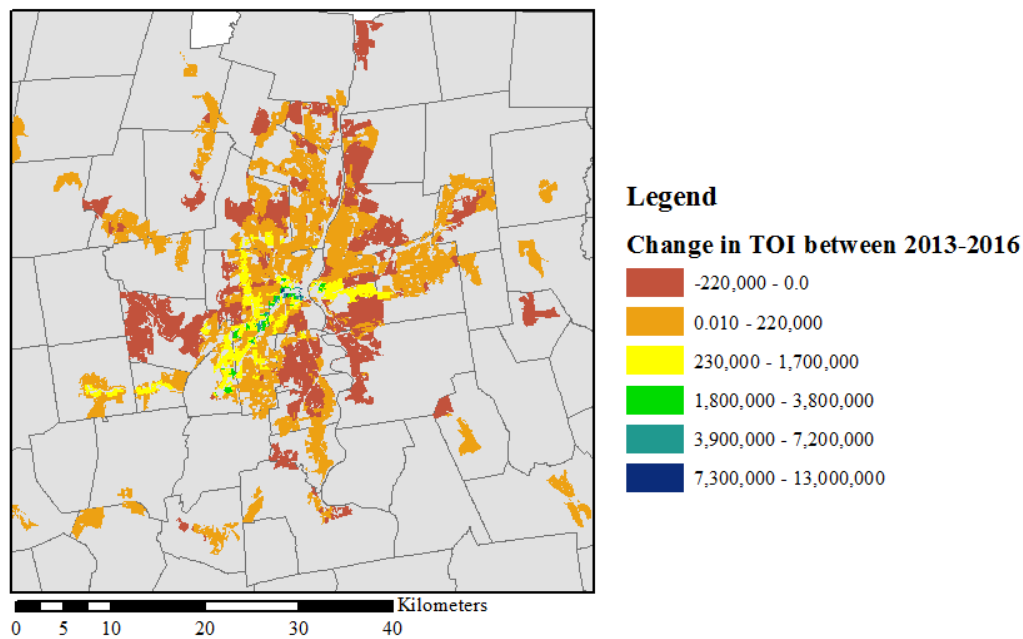 Legend
Change in TOI between 2013-2016
-220,000 - 0.0
0.010 - 220,000
230,000 - 1,700,000
1,800,000 - 3,800,000
3,900,000 - 7,200,000
7,300,000 - 13,000,000
Kilometers
0 5 10 20 30 40